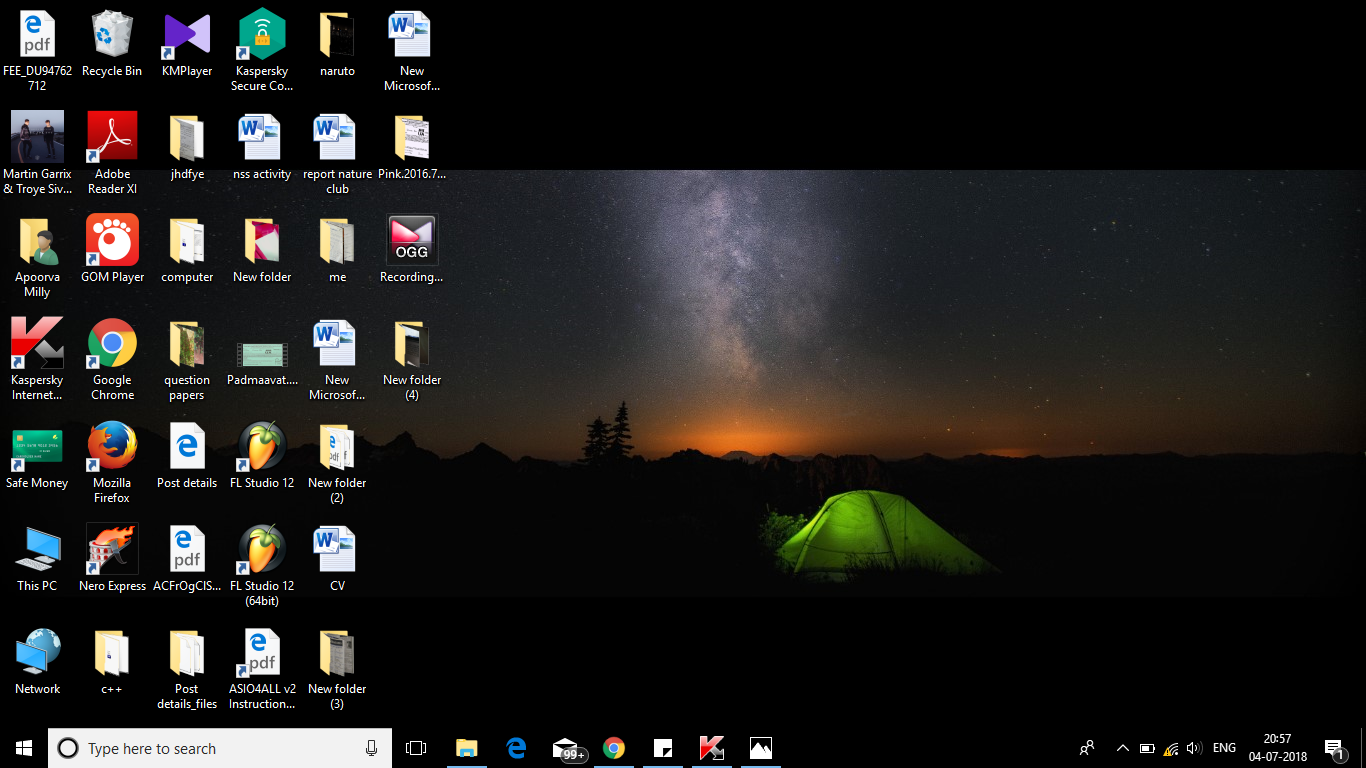 FEE_DU94762
712
Recycle Bin
KMPlayer
Kaspersky
Secure Co...
naruto
New
Microsof...
Martin Garrix
& Troye Siv...
Adobe
Reader XI
jhdfye
nss activity
report nature
club
Pink.2016.7...
Apoorva
Milly
GOM Player
computer
New folder
me
OGG
Recording...
Kaspersky
Internet...
Google
Chrome
question
papers
Padmaavat....
New
Microsof...
New folder
(4)
Safe Money
Mozilla
Firefox
Post details
FL Studio 12
New folder
(2)
This PC
Nero Express
ACFrOgCIS...
FL Studio 12
(64bit)
CV
Network
c++
Post
details_files
ASIO4ALL v2
Instruction...
New folder
(3)
pdf
pdf
pdf
Type here to search
99+
ENG
20:57
04-07-2018
1